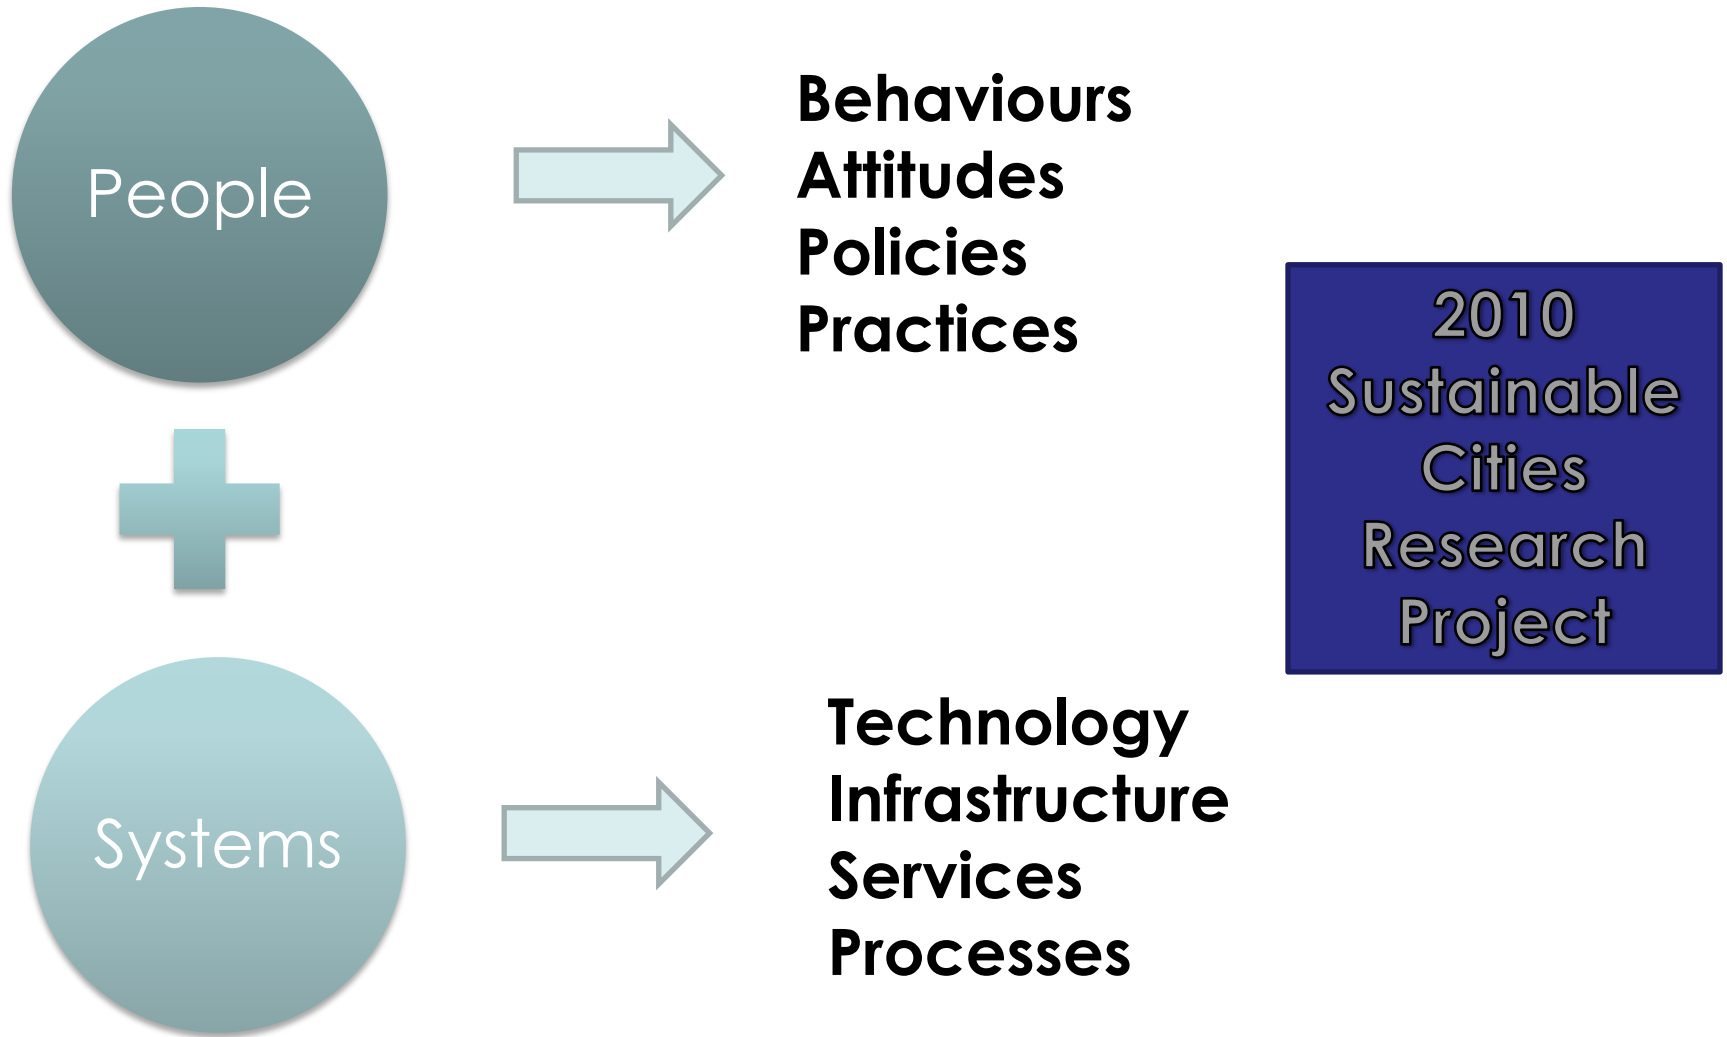 People
Behaviours
Attitudes
Policies
Practices
2010
Sustainable
Cities
Research
Project
Systems
Technology
Infrastructure
Services
Processes